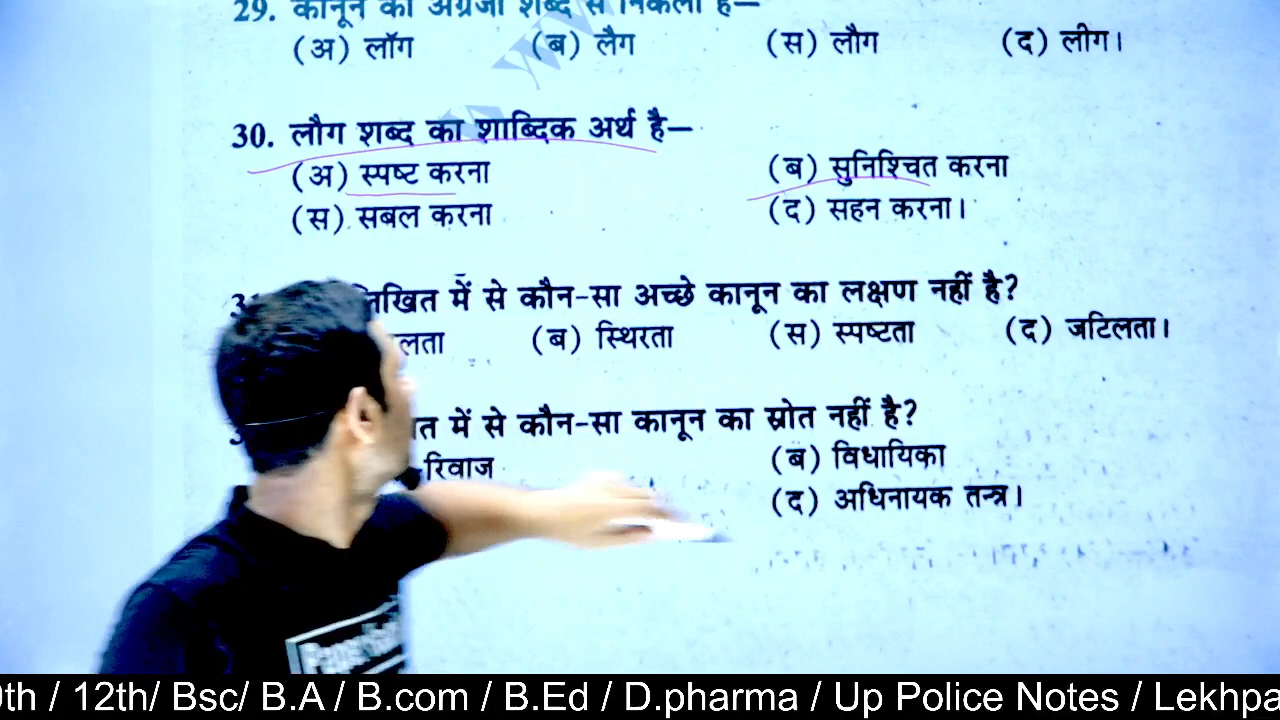 29. कानून का अंग्रेजी शब्द से निकला है—
(अ) लॉग (ब) लैग (स) लौग (द) लीग।
30. लौग शब्द का शाब्दिक अर्थ है—
(अ) स्पष्ट करना (ब) सुनिश्चित करना
(स) सबल करना (द) सहन करना।
लिखित में से कौन-सा अच्छे कानून का लक्षण नहीं है?
लता (ब) स्थिरता (स) स्पष्टता (द) जटिलता।
त में से कौन-सा कानून का स्रोत नहीं है?
रिवाज (ब) विधायिका
(द) अधिनायक तन्त्र।
0th / 12th/ Bsc/ B.A / B.com / B.Ed / D.pharma / Up Police Notes / Lekhpa